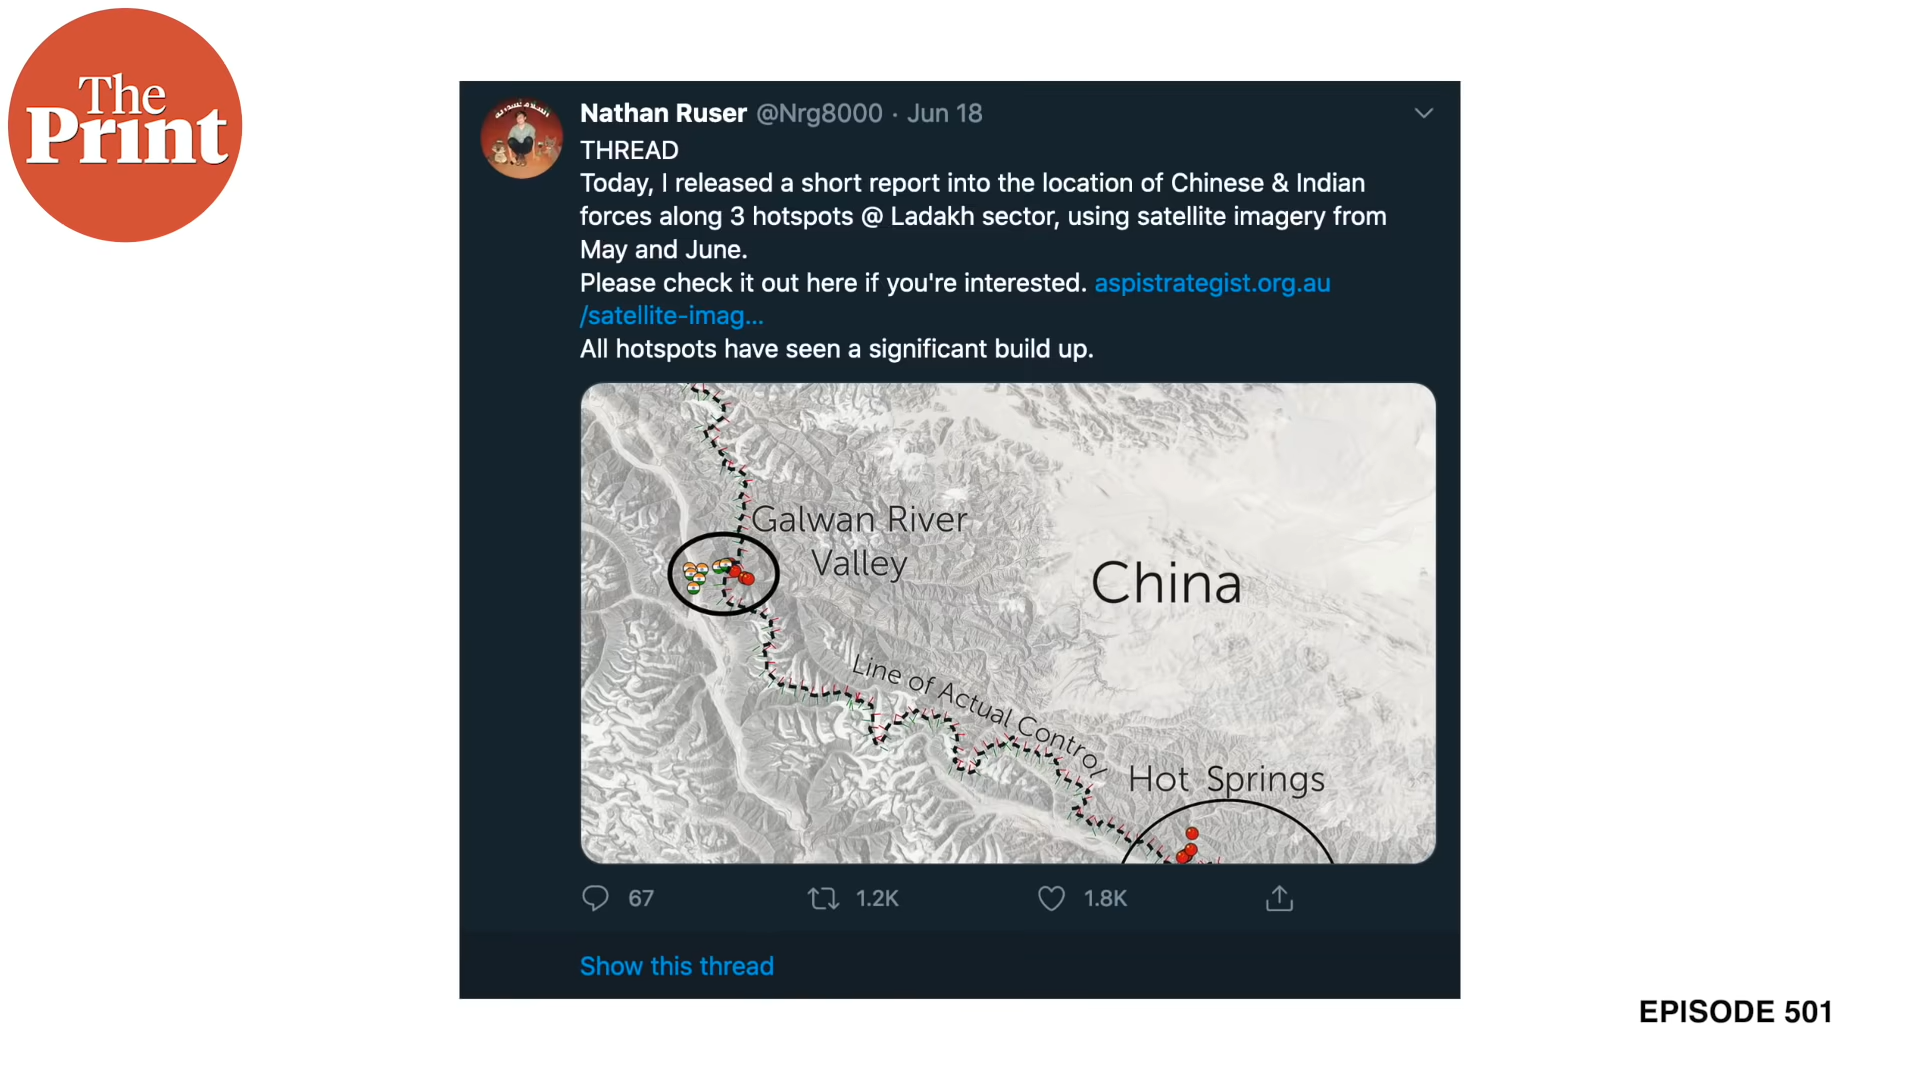 The
Print
Nathan Ruser @Nrg8000 · Jun 18
THREAD
Today, I released a short report into the location of Chinese & Indian
forces along 3 hotspots @ Ladakh sector, using satellite imagery from
May and June.
Please check it out here if you're interested. aspistrategist.org.au
/satellite-imag...
All hotspots have seen a significant build up.
Galwan River
Valley
China
Line of Actual Control
Hot Springs
67
1.2K
1.8K
Show this thread
EPISODE 501